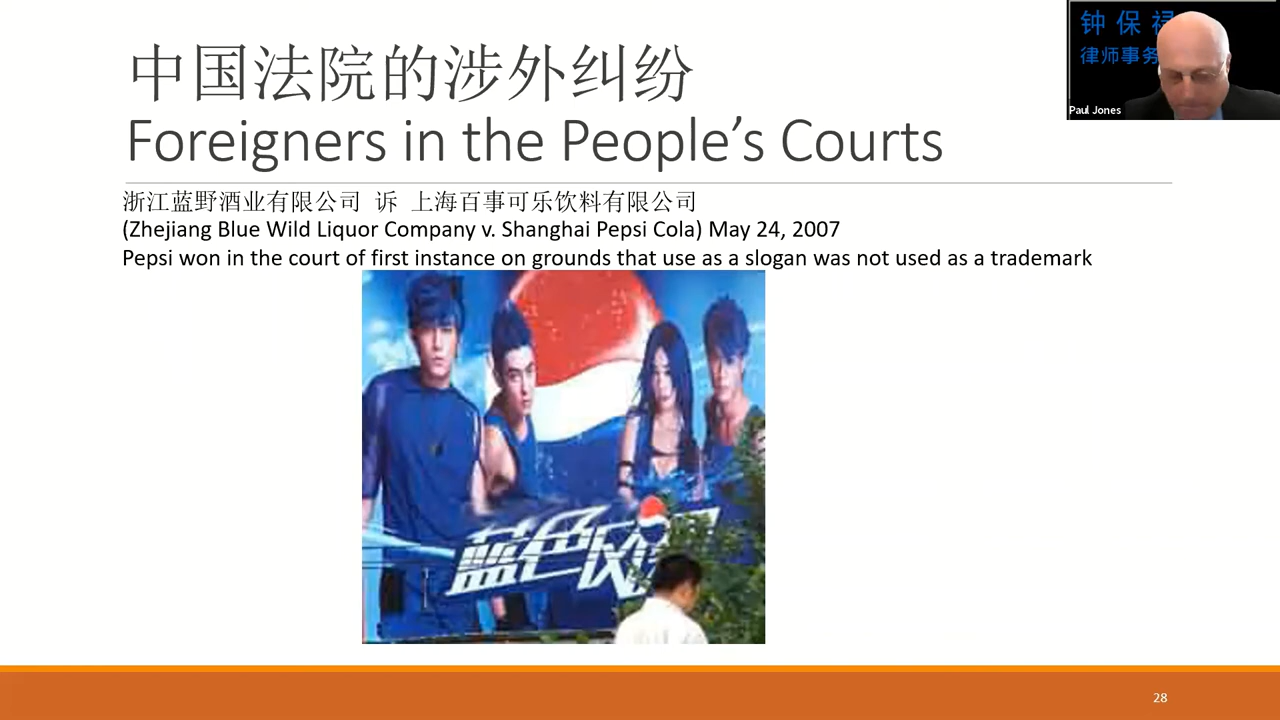 中国法院的涉外纠纷
Foreigners in the People's Courts
浙江蓝野酒业有限公司 诉 上海百事可乐饮料有限公司
(Zhejiang Blue Wild Liquor Company v. Shanghai Pepsi Cola) May 24, 2007
Pepsi won in the court of first instance on grounds that use as a slogan was not used as a trademark
蓝色风
钟保禄
律师事务
Paul Jones
28